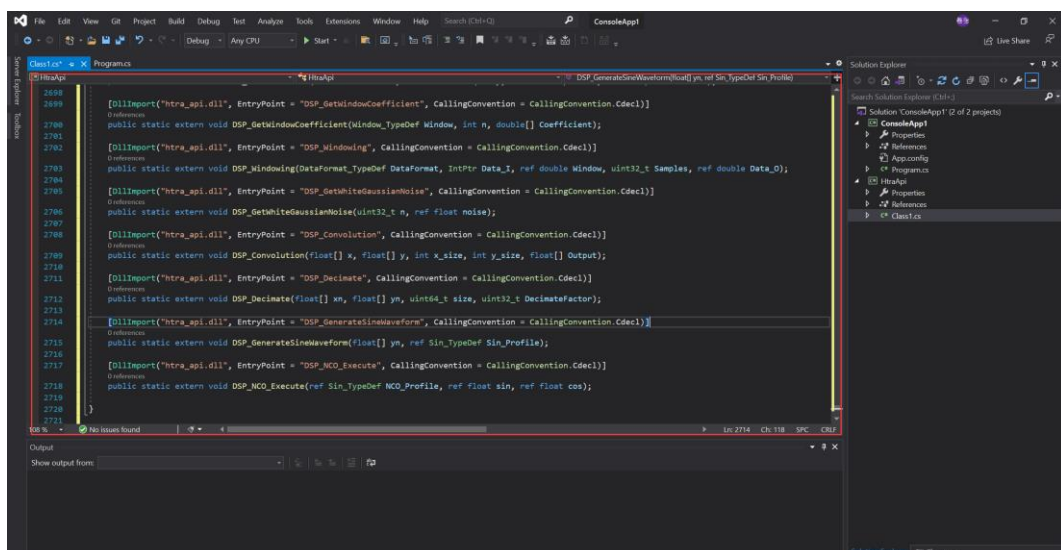 File Edit View Git Project Build Debug Test Analyze Tools Extensions Window Help Search (Ctrl+Q) ConsoleApp1
Debug Any CPU Start Live Share
Server Explorer
Toolbox
Class1.cs* Program.cs
HtraApi HtraApi DSP_GenerateSineWaveform(float[] yn, ref Sin_TypeDef Sin_Profile)
2698
2699 [DllImport("htra_api.dll", EntryPoint = "DSP_GetWindowCoefficient", CallingConvention = CallingConvention.Cdecl)]
0 references
2700 public static extern void DSP_GetWindowCoefficient(Window_TypeDef Window, int n, double[] Coefficient);
2701
2702 [DllImport("htra_api.dll", EntryPoint = "DSP_Windowing", CallingConvention = CallingConvention.Cdecl)]
0 references
2703 public static extern void DSP_Windowing(DataFormat_TypeDef DataFormat, IntPtr Data_I, ref double Window, uint32_t Samples, ref double Data_O);
2704
2705 [DllImport("htra_api.dll", EntryPoint = "DSP_GetWhiteGaussianNoise", CallingConvention = CallingConvention.Cdecl)]
0 references
2706 public static extern void DSP_GetWhiteGaussianNoise(uint32_t n, ref float noise);
2707
2708 [DllImport("htra_api.dll", EntryPoint = "DSP_Convolution", CallingConvention = CallingConvention.Cdecl)]
0 references
2709 public static extern void DSP_Convolution(float[] x, float[] y, int x_size, int y_size, float[] Output);
2710
2711 [DllImport("htra_api.dll", EntryPoint = "DSP_Decimate", CallingConvention = CallingConvention.Cdecl)]
0 references
2712 public static extern void DSP_Decimate(float[] xn, float[] yn, uint64_t size, uint32_t DecimateFactor);
2713
2714 [DllImport("htra_api.dll", EntryPoint = "DSP_GenerateSineWaveform", CallingConvention = CallingConvention.Cdecl)]
0 references
2715 public static extern void DSP_GenerateSineWaveform(float[] yn, ref Sin_TypeDef Sin_Profile);
2716
2717 [DllImport("htra_api.dll", EntryPoint = "DSP_NCO_Execute", CallingConvention = CallingConvention.Cdecl)]
0 references
2718 public static extern void DSP_NCO_Execute(ref Sin_TypeDef NCO_Profile, ref float sin, ref float cos);
2719
2720 }
2721
108 % No issues found Ln: 2714 Ch: 118 SPC CRLF
Output
Show output from:
Solution Explorer
Search Solution Explorer (Ctrl+;)
Solution 'ConsoleApp1' (2 of 2 projects)
ConsoleApp1
Properties
References
App.config
C# Program.cs
HtraApi
Properties
References
C# Class1.cs